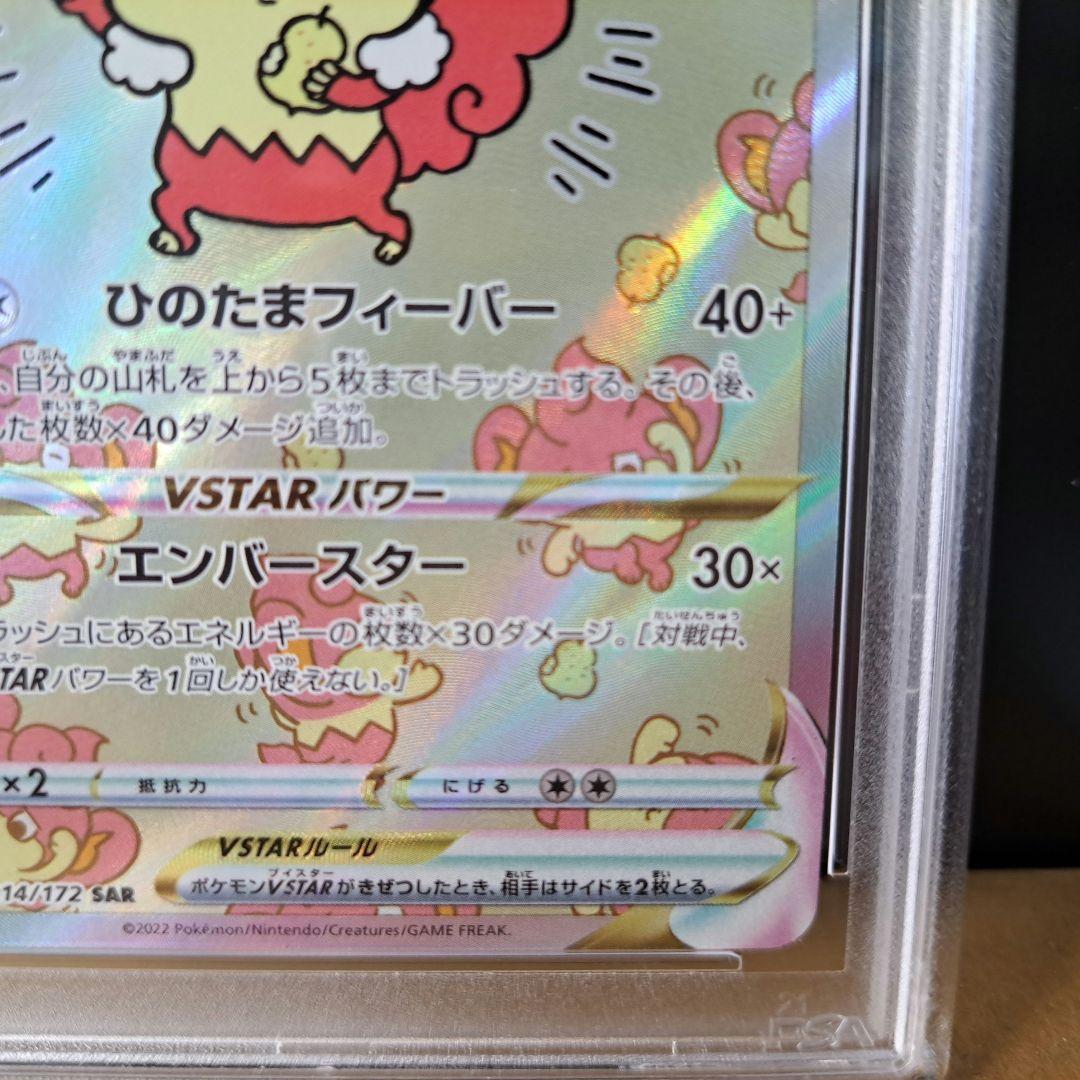 ひのたまフィーバー 40+
、自分の山札を上から5枚までトラッシュする。その後、
した枚数×40ダメージ追加。
VSTARパワー
エンバースター 30×
ラッシュにあるエネルギーの枚数×30ダメージ。[対戦中、
STARパワーを1回しか使えない。]
×2 抵抗力 にげる
VSTARルール
ポケモンVSTARがきぜつしたとき、相手はサイドを2枚とる。
14/172 SAR
©2022 Pokémon/Nintendo/Creatures/GAME FREAK.
PSA